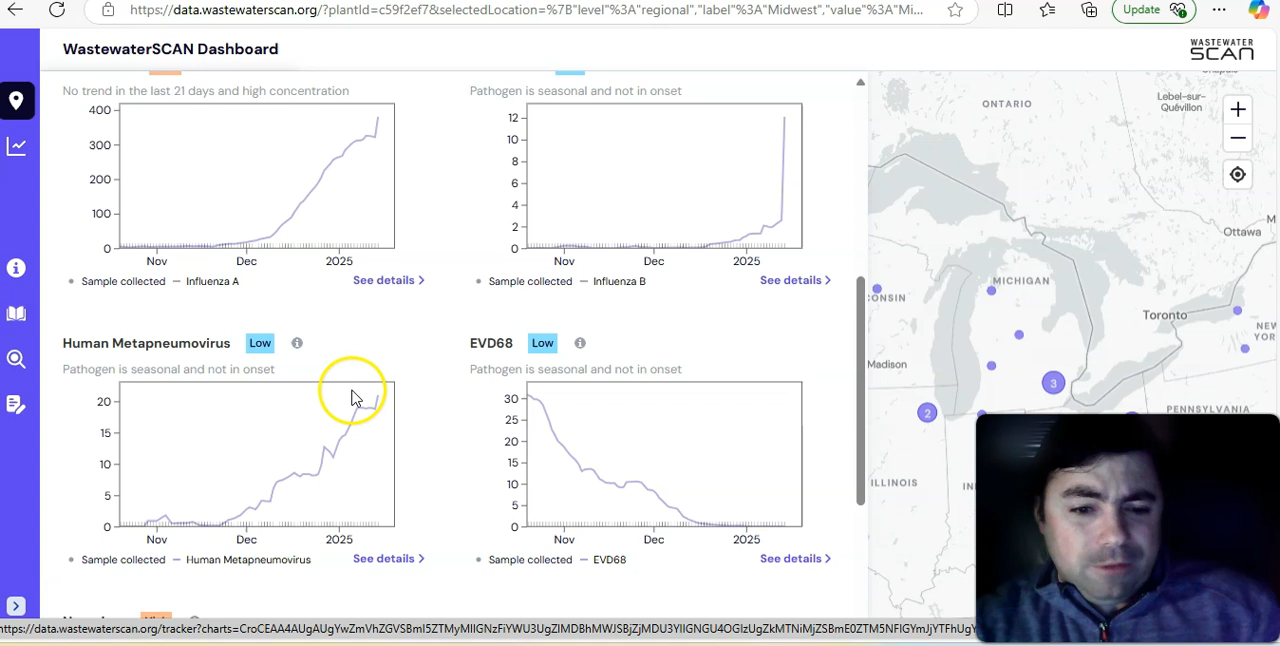 https://data.wastewaterscan.org/?plantId=c59f2ef7&selectedLocation=%7B"level"%3A"regional","label"%3A"Midwest","value"%3A"Mi...
Update
WastewaterSCAN Dashboard
WASTEWATER
SCAN
No trend in the last 21 days and high concentration
Pathogen is seasonal and not in onset
400
300
200
100
0
Nov Dec 2025
Sample collected Influenza A
See details >
12
10
8
6
4
2
0
Nov Dec 2025
Sample collected Influenza B
See details >
Human Metapneumovirus Low
Pathogen is seasonal and not in onset
20
15
10
5
0
Nov Dec 2025
Sample collected Human Metapneumovirus
See details >
EVD68 Low
Pathogen is seasonal and not in onset
30
25
20
15
10
5
0
Nov Dec 2025
Sample collected EVD68
See details >
Lebel-sur-
Quévillon
ONTARIO
Ottawa
MICHIGAN
CONSIN
Toronto
NEW
YOR
Madison
3
2
PENNSYLVANIA
ILLINOIS
IN